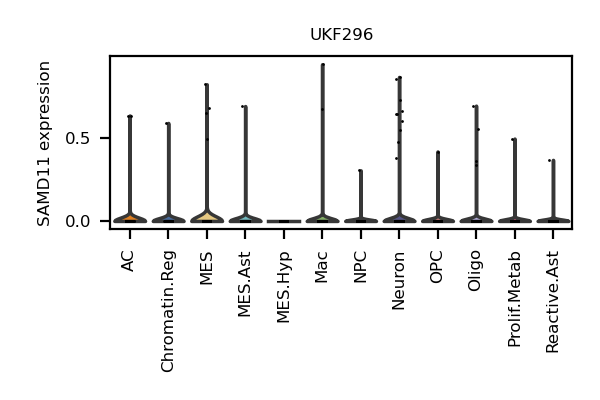 UKF296
SAMD11 expression
0.5
0.0
AC
Chromatin.Reg
MES
MES.Ast
MES.Hyp
Mac
NPC
Neuron
OPC
Oligo
Prolif.Metab
Reactive.Ast